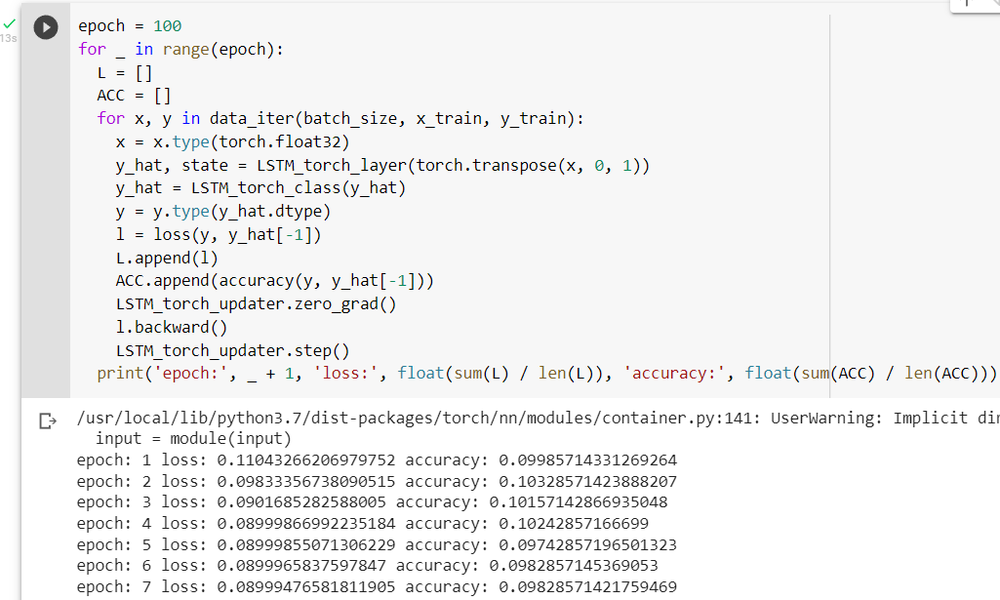 13s
epoch = 100
for _ in range(epoch):
L = []
ACC = []
for x, y in data_iter(batch_size, x_train, y_train):
x = x.type(torch.float32)
y_hat, state = LSTM_torch_layer(torch.transpose(x, 0, 1))
y_hat = LSTM_torch_class(y_hat)
y = y.type(y_hat.dtype)
l = loss(y, y_hat[-1])
L.append(l)
ACC.append(accuracy(y, y_hat[-1]))
LSTM_torch_updater.zero_grad()
l.backward()
LSTM_torch_updater.step()
print('epoch:', _ + 1, 'loss:', float(sum(L) / len(L)), 'accuracy:', float(sum(ACC) / len(ACC)))
/usr/local/lib/python3.7/dist-packages/torch/nn/modules/container.py:141: UserWarning: Implicit
input = module(input)
epoch: 1 loss: 0.11043266206979752 accuracy: 0.09985714331269264
epoch: 2 loss: 0.09833356738090515 accuracy: 0.10328571423888207
epoch: 3 loss: 0.0901685282588005 accuracy: 0.10157142866935048
epoch: 4 loss: 0.08999866992235184 accuracy: 0.10242857166699
epoch: 5 loss: 0.08999855071306229 accuracy: 0.09742857196501323
epoch: 6 loss: 0.0899965837597847 accuracy: 0.0982857145369053
epoch: 7 loss: 0.08999476581811905 accuracy: 0.09828571421759469